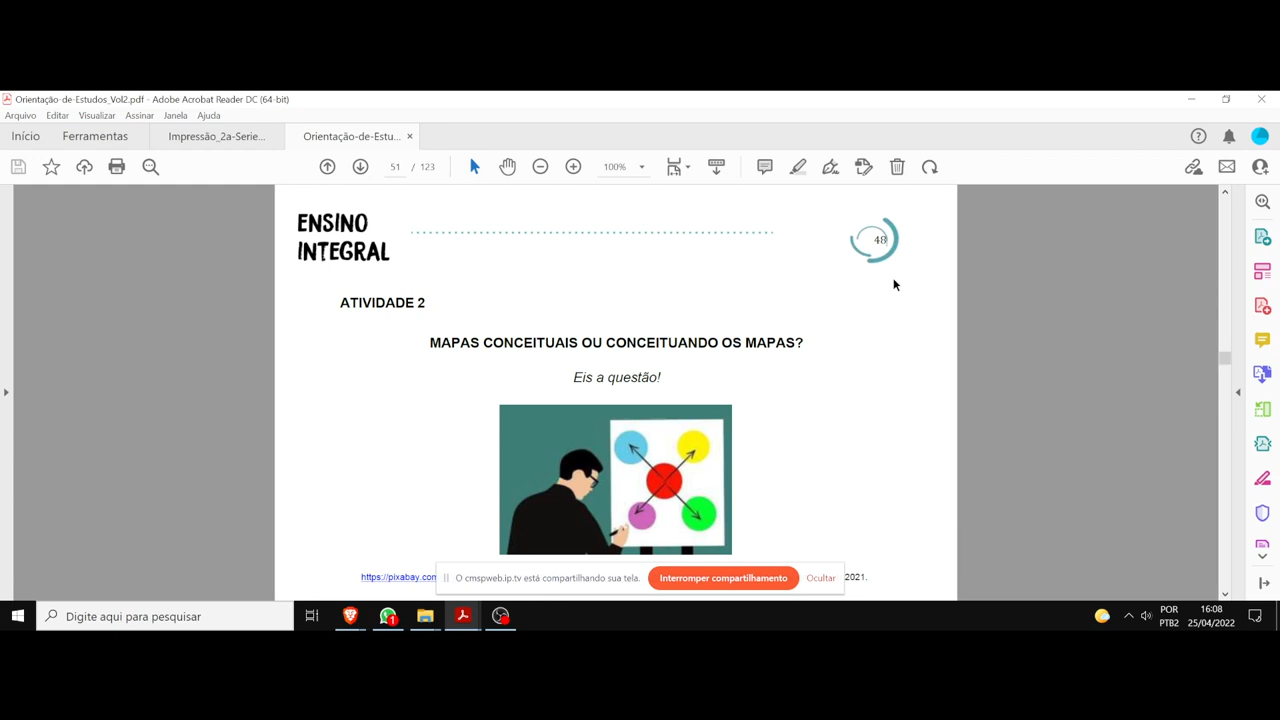 Orientação-de-Estudos_Vol2.pdf - Adobe Acrobat Reader DC (64-bit)
Arquivo Editar Visualizar Assinar Janela Ajuda
Início Ferramentas Impressão_2a-Serie... Orientação-de-Estu... ×
51 / 123 100%
ENSINO
INTEGRAL
48
ATIVIDADE 2
MAPAS CONCEITUAIS OU CONCEITUANDO OS MAPAS?
Eis a questão!
https://pixabay.com
O cmspweb.ip.tv está compartilhando sua tela. Interromper compartilhamento Ocultar
2021.
Digite aqui para pesquisar
1
POR
PTB2
16:08
25/04/2022